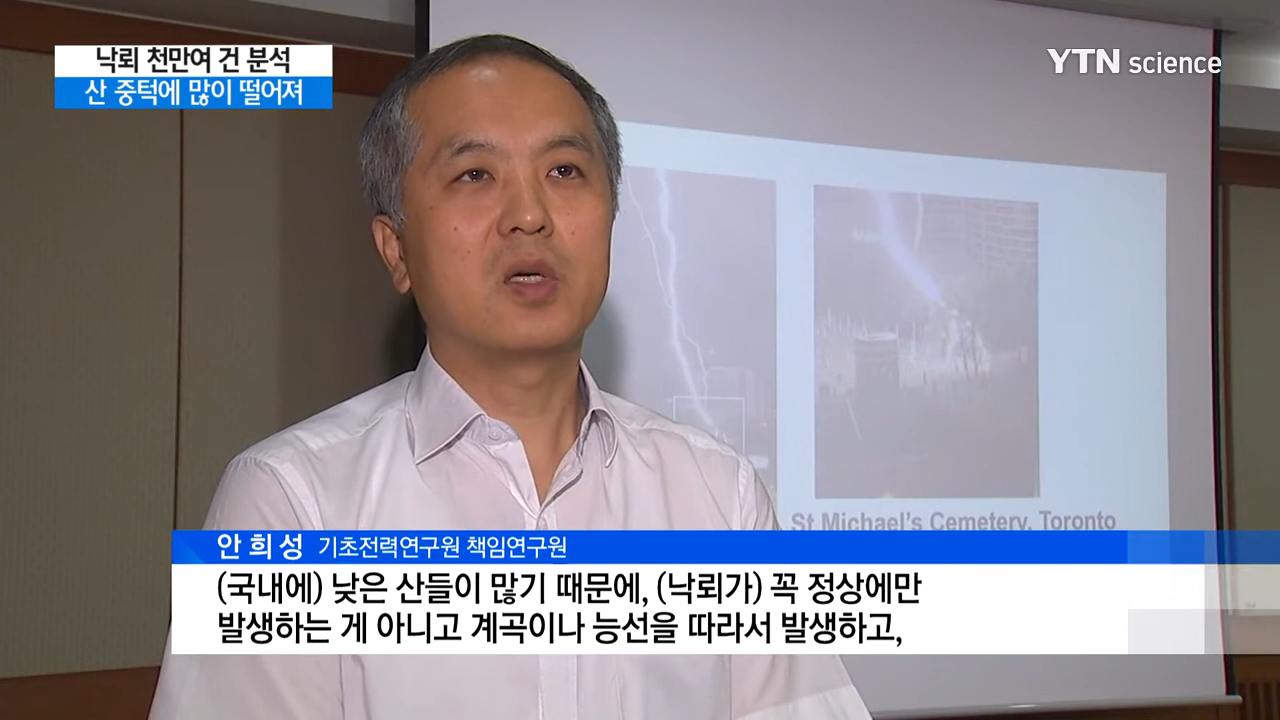 낙뢰 천만여 건 분석
산 중턱에 많이 떨어져
YTN science
St Michael's Cemetery, Toronto
안희성 기초전력연구원 책임연구원
(국내에) 낮은 산들이 많기 때문에, (낙뢰가) 꼭 정상에만
발생하는 게 아니고 계곡이나 능선을 따라서 발생하고,